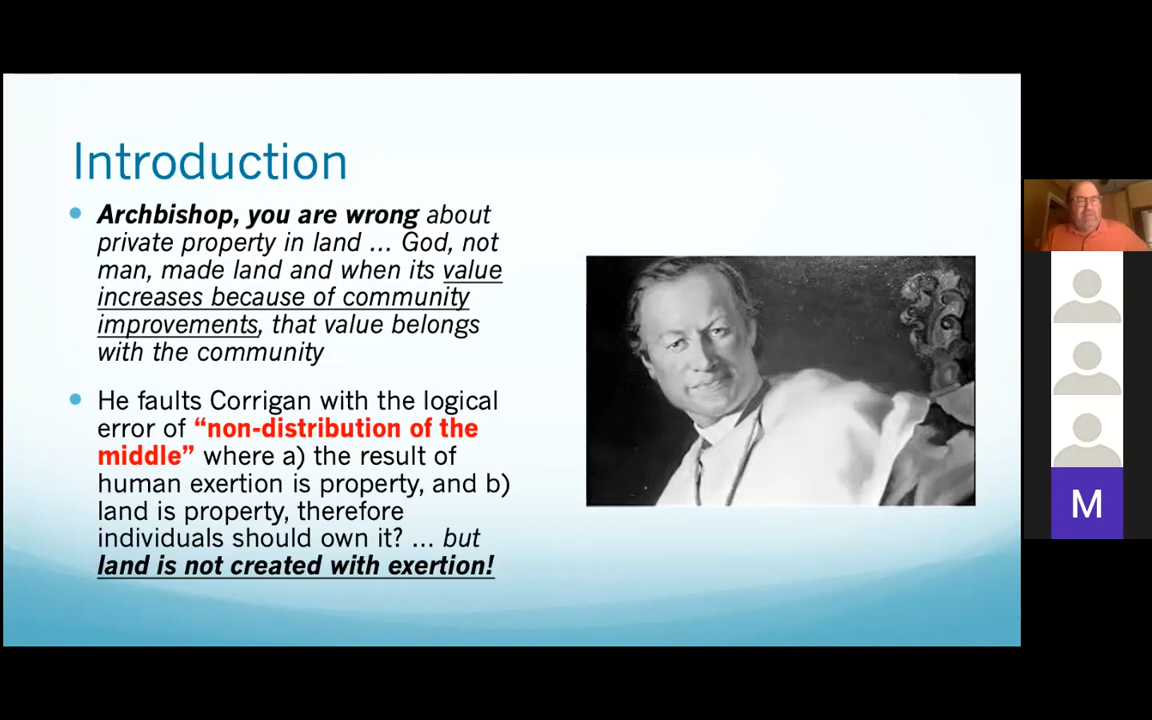 Introduction
Archbishop, you are wrong about
private property in land ... God, not
man, made land and when its value
increases because of community
improvements, that value belongs
with the community
He faults Corrigan with the logical
error of “non-distribution of the
middle” where a) the result of
human exertion is property, and b)
land is property, therefore
individuals should own it? ... but
land is not created with exertion!
M